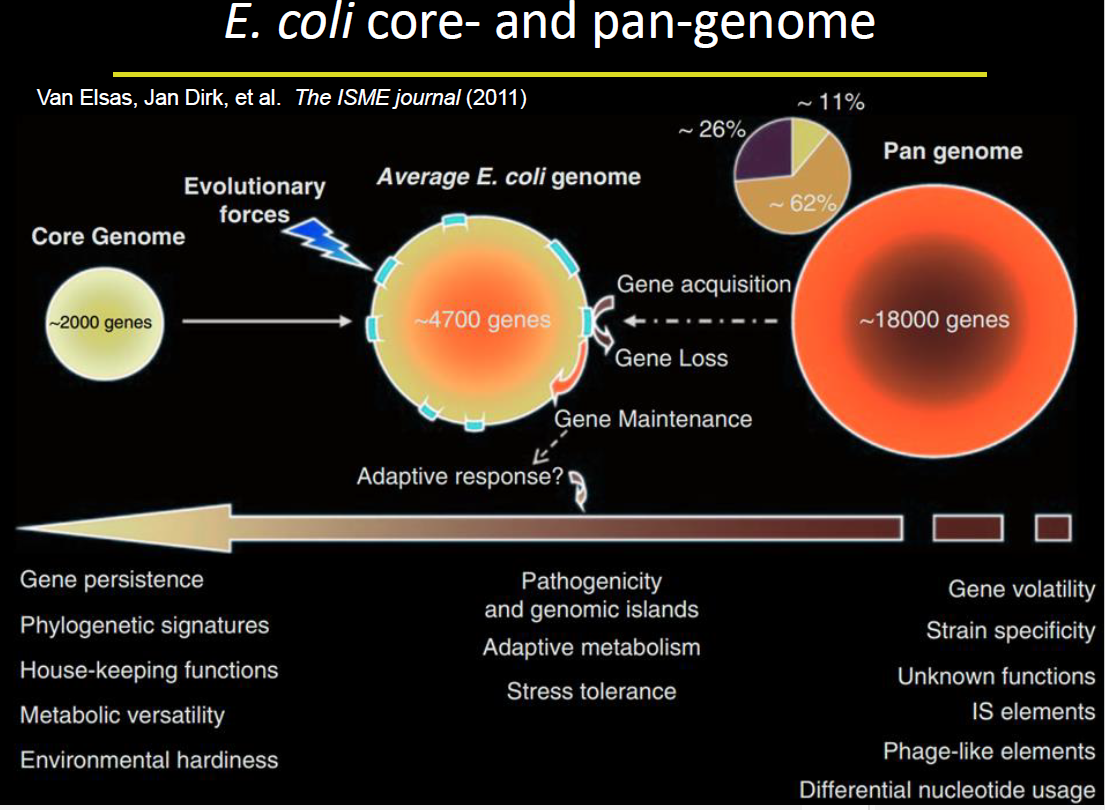 E. coli core- and pan-genome
Van Elsas, Jan Dirk, et al. The ISME journal (2011)
~ 11%
~ 26%
~ 62%
Pan genome
Average E. coli genome
Evolutionary
forces
Core Genome
~2000 genes
~4700 genes
Gene acquisition
~18000 genes
Gene Loss
Gene Maintenance
Adaptive response?
Gene persistence
Phylogenetic signatures
House-keeping functions
Metabolic versatility
Environmental hardiness
Pathogenicity
and genomic islands
Adaptive metabolism
Stress tolerance
Gene volatility
Strain specificity
Unknown functions
IS elements
Phage-like elements
Differential nucleotide usage